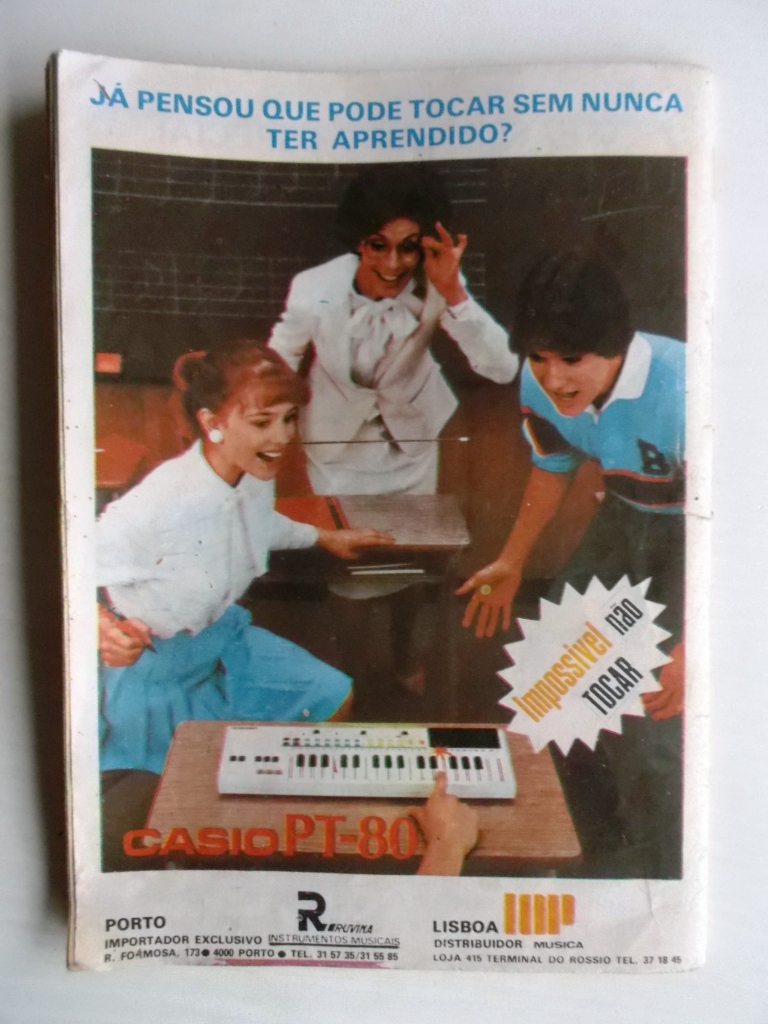 JÁ PENSOU QUE PODE TOCAR SEM NUNCA
TER APRENDIDO?
B
Impossível não
TOCAR
CASIO PT-80
PORTO
IMPORTADOR EXCLUSIVO
R RUVINA
INSTRUMENTOS MUSICAIS
R. FORMOSA, 173 ● 4000 PORTO ● TEL. 31 57 35/31 55 85
LISBOA
DISTRIBUIDOR MUSICA
LOJA 415 TERMINAL DO ROSSIO TEL. 37 18 45